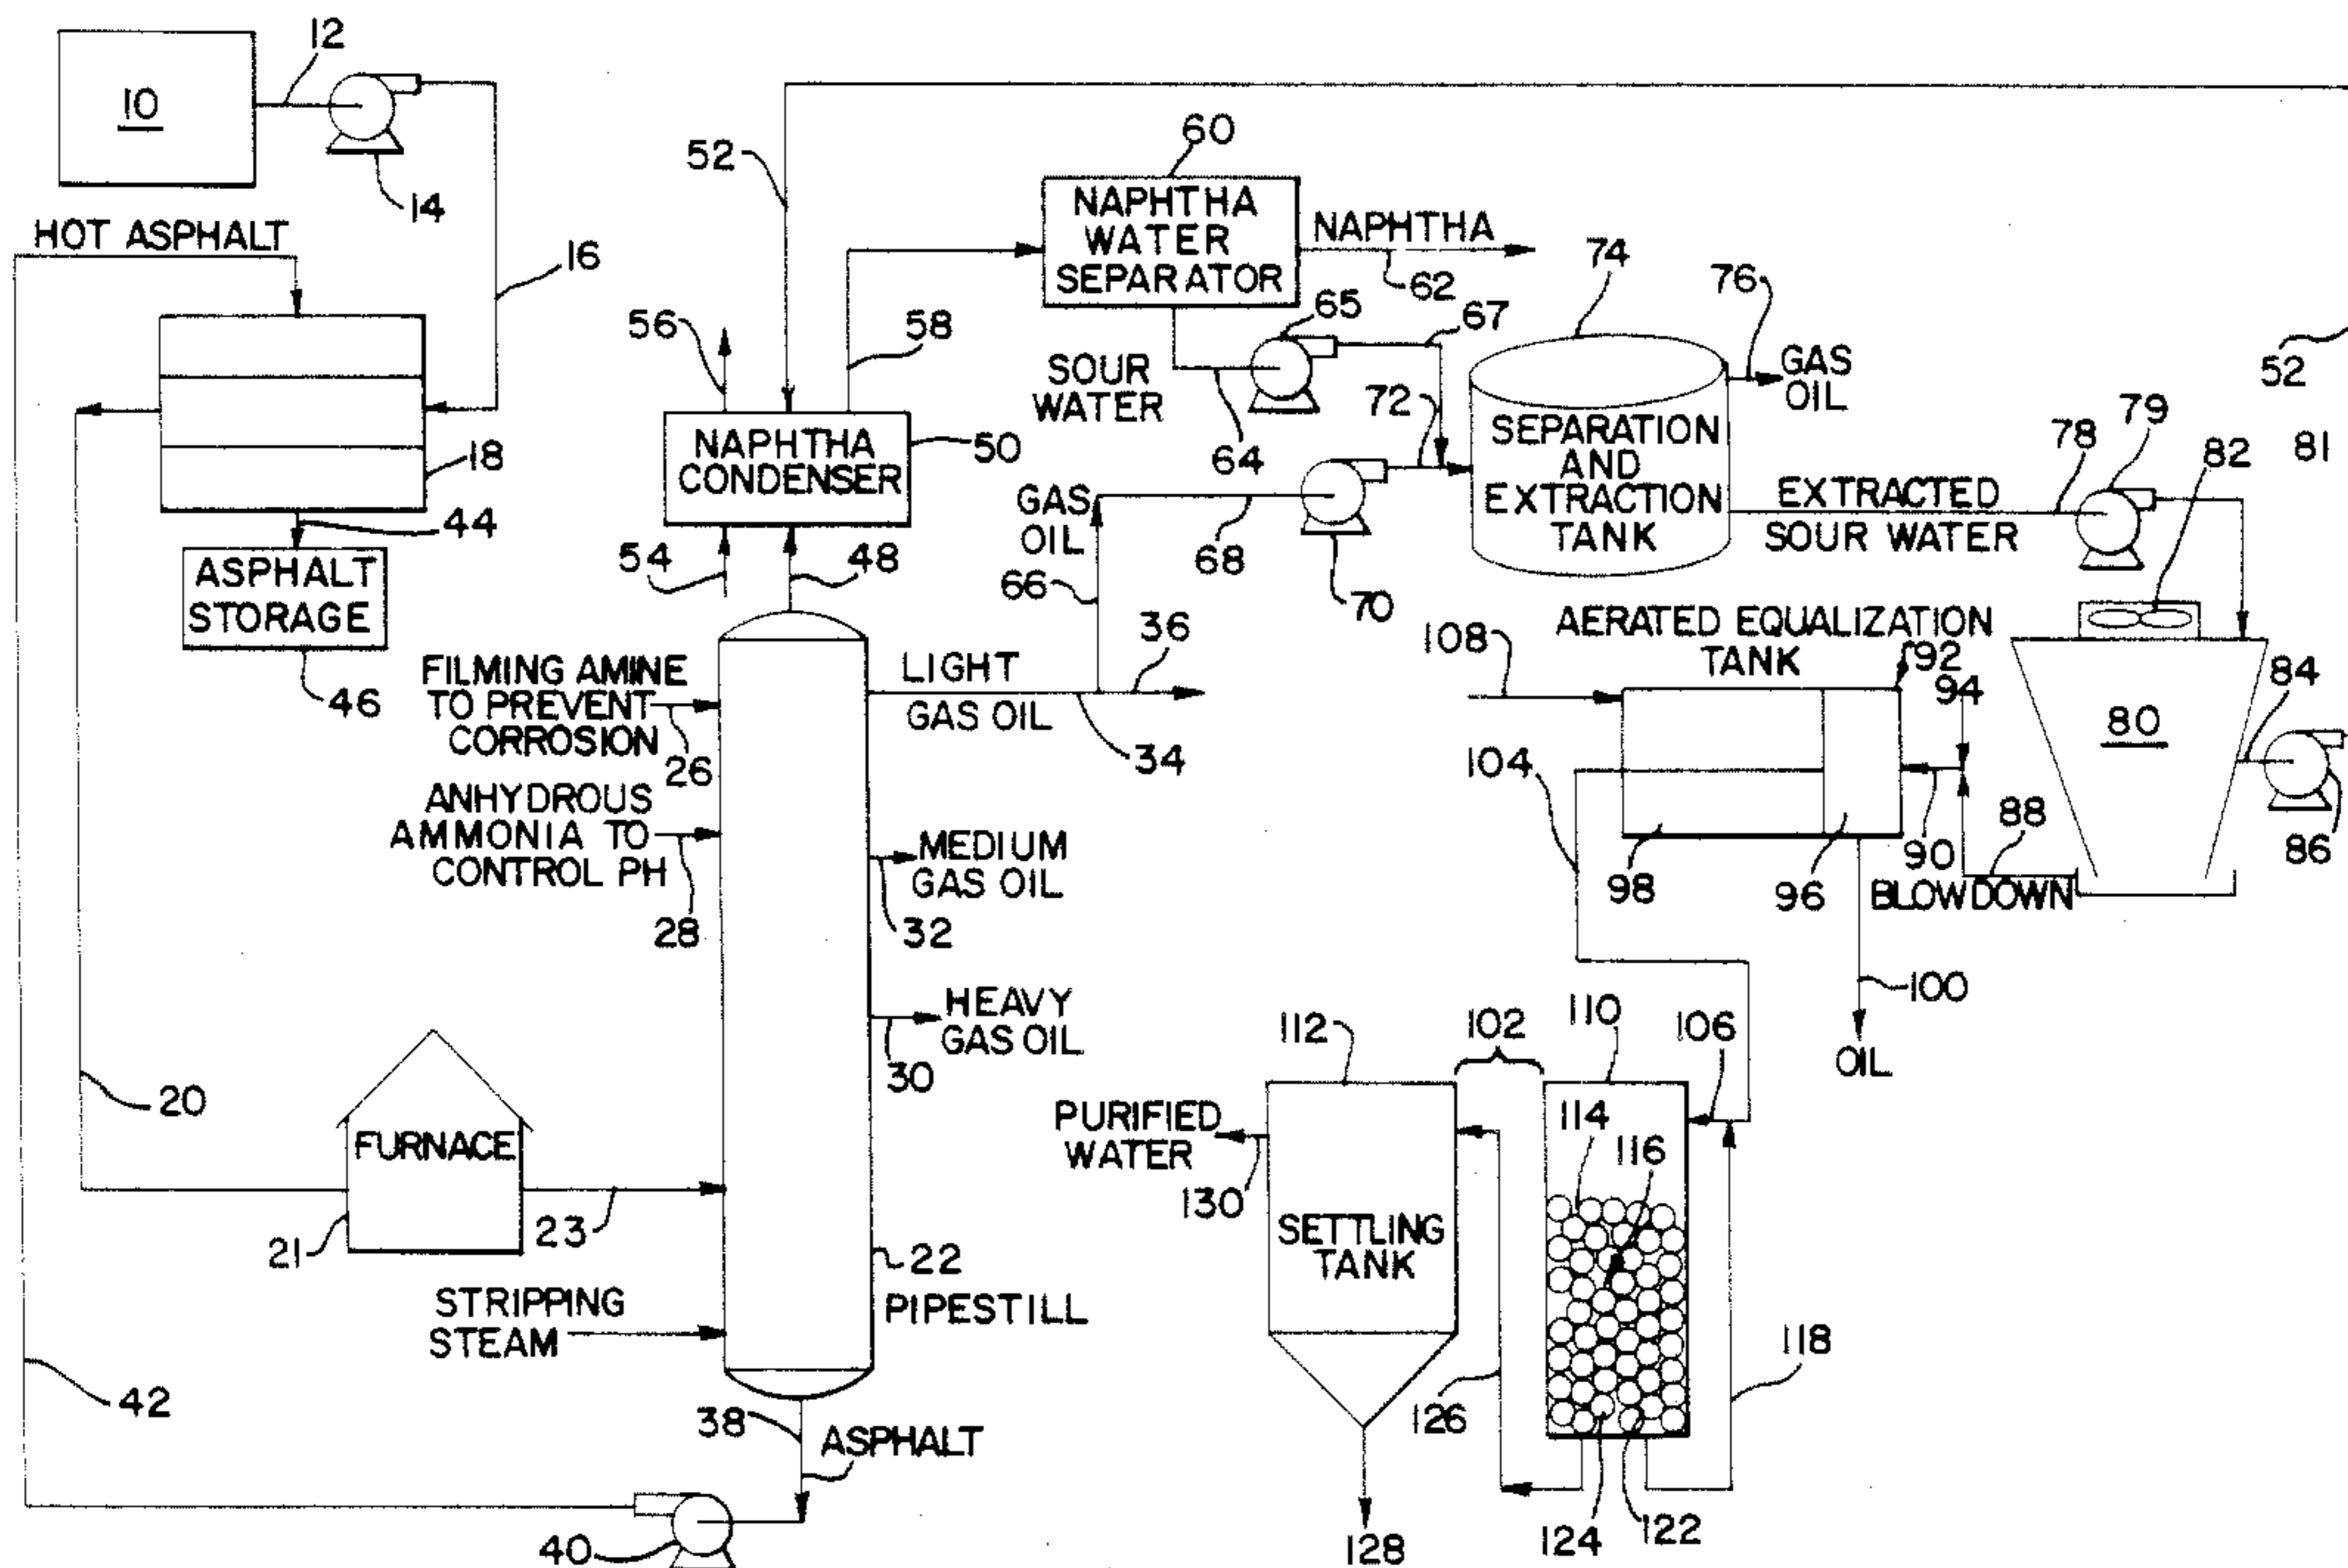 10
12
14
HOT ASPHALT
16
18
44
ASPHALT
STORAGE
46
20
FURNACE
21
23
42
FILMING AMINE
TO PREVENT
CORROSION
26
ANHYDROUS
AMMONIA TO
CONTROL PH
28
STRIPPING
STEAM
22
PIPESTILL
38
ASPHALT
40
52
56
58
NAPHTHA
CONDENSER
50
54
48
60
NAPHTHA
WATER
SEPARATOR
NAPHTHA
62
65
67
SOUR
WATER
64
72
GAS
OIL
68
66
70
LIGHT
GAS OIL
36
34
MEDIUM
GAS OIL
32
HEAVY
GAS OIL
30
74
76
GAS
OIL
SEPARATION
AND
EXTRACTION
TANK
EXTRACTED
SOUR WATER
78
79
52
81
82
80
84
86
AERATED EQUALIZATION
TANK
92
94
108
104
98
96
90
88
BLOWDOWN
100
OIL
102
106
110
112
114
116
PURIFIED
WATER
130
SETTLING
TANK
118
126
128
124
122